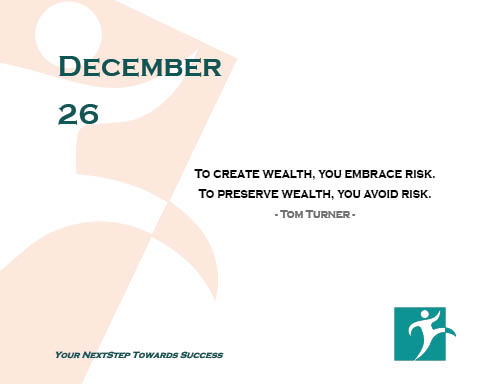 December
26
To create wealth, you embrace risk.
To preserve wealth, you avoid risk.
- Tom Turner -
Your NextStep Towards Success